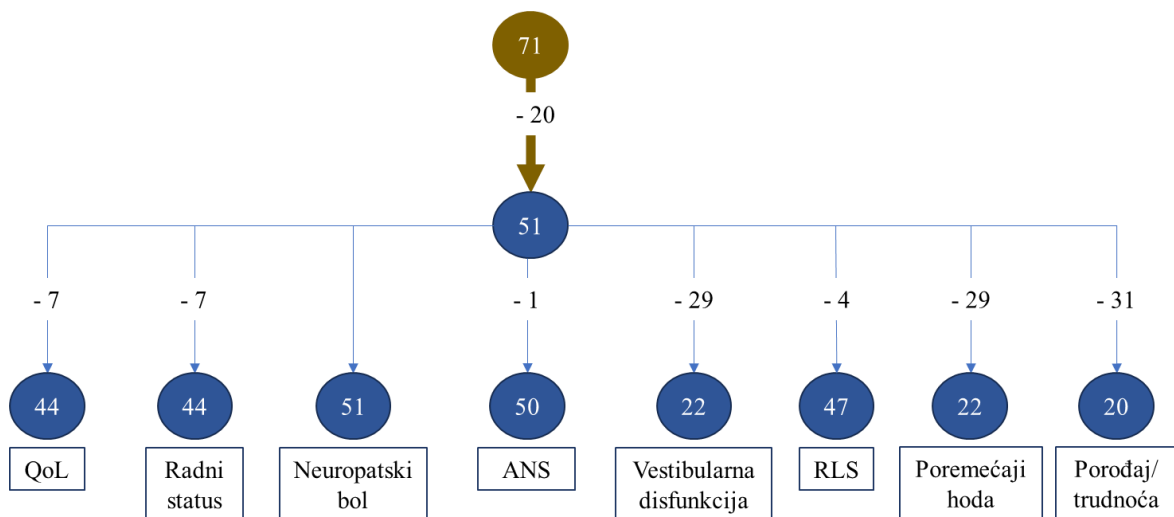 71
- 20
51
- 7
- 7
- 1
- 29
- 4
- 29
- 31
44
44
51
50
22
47
22
20
QoL
Radni
status
Neuropatski
bol
ANS
Vestibularna
disfunkcija
RLS
Poremećaji
hoda
Porođaj/
trudnoća